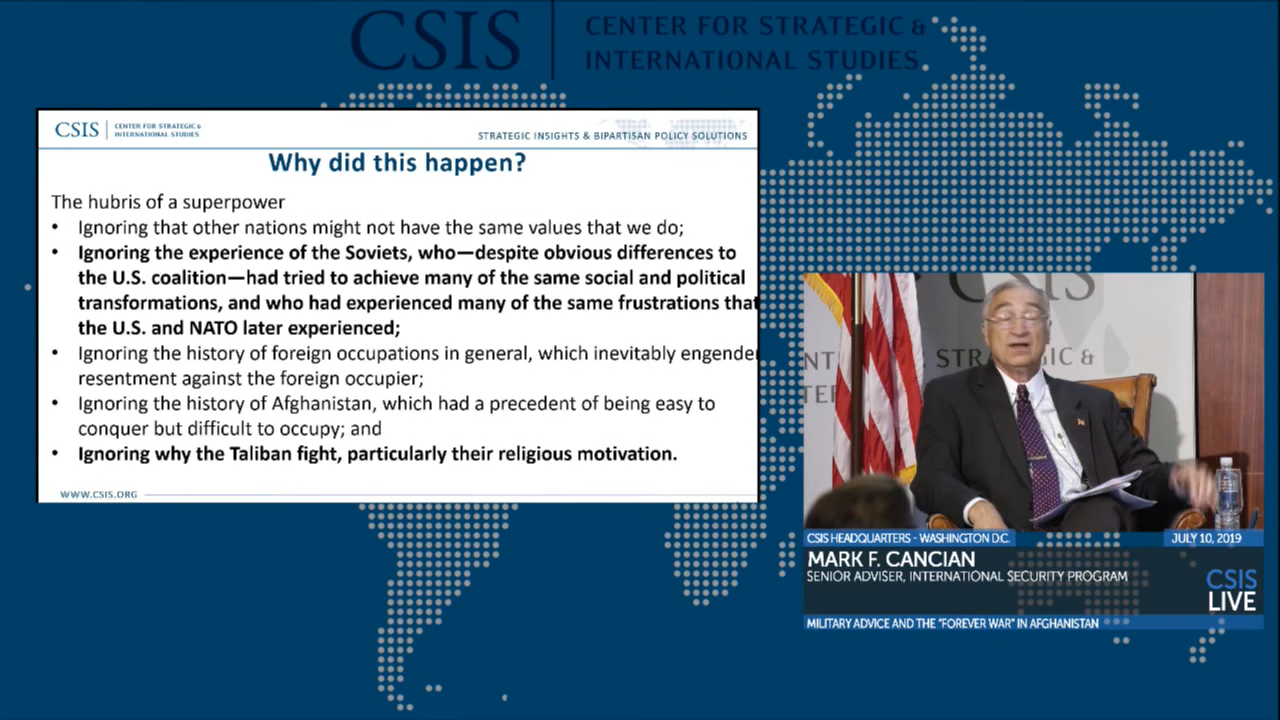 CSIS
CENTER FOR STRATEGIC &
INTERNATIONAL STUDIES
CSIS
CENTER FOR STRATEGIC &
INTERNATIONAL STUDIES
STRATEGIC INSIGHTS & BIPARTISAN POLICY SOLUTIONS
Why did this happen?
The hubris of a superpower
• Ignoring that other nations might not have the same values that we do;
• Ignoring the experience of the Soviets, who—despite obvious differences to
the U.S. coalition—had tried to achieve many of the same social and political
transformations, and who had experienced many of the same frustrations that
the U.S. and NATO later experienced;
• Ignoring the history of foreign occupations in general, which inevitably engender
resentment against the foreign occupier;
• Ignoring the history of Afghanistan, which had a precedent of being easy to
conquer but difficult to occupy; and
• Ignoring why the Taliban fight, particularly their religious motivation.
WWW.CSIS.ORG
CSIS
CSIS HEADQUARTERS - WASHINGTON D.C.
JULY 10, 2019
MARK F. CANCIAN
SENIOR ADVISER, INTERNATIONAL SECURITY PROGRAM
CSIS
LIVE
MILITARY ADVICE AND THE "FOREVER WAR" IN AFGHANISTAN